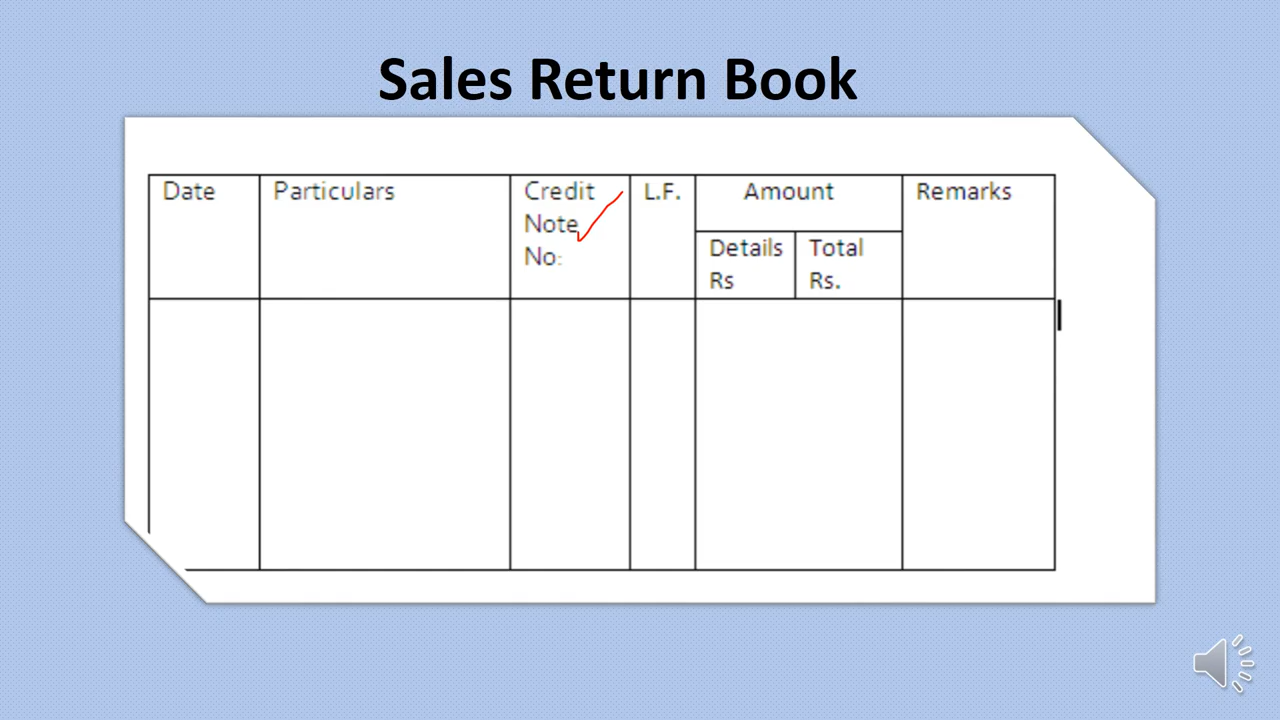 Sales Return Book
Date
Particulars
Credit
Note
No:
L.F.
Amount
Details
Rs
Total
Rs.
Remarks